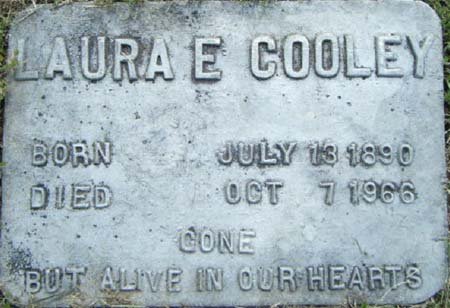 LAURA E COOLEY
BORN JULY 13 1890
DIED OCT 7 1966
GONE
BUT ALIVE IN OUR HEARTS